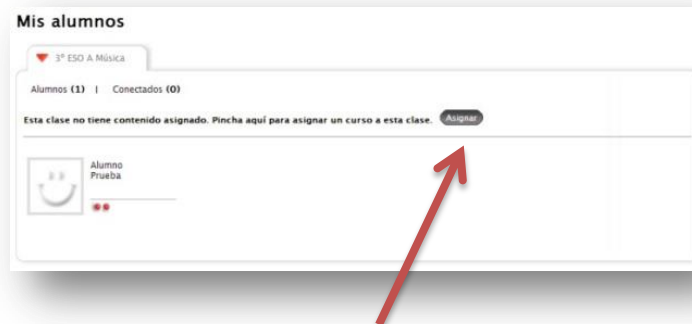 Mis alumnos
3º ESO A Música
Alumnos (1) | Conectados (0)
Esta clase no tiene contenido asignado. Pincha aquí para asignar un curso a esta clase. Asignar
Alumno
Prueba